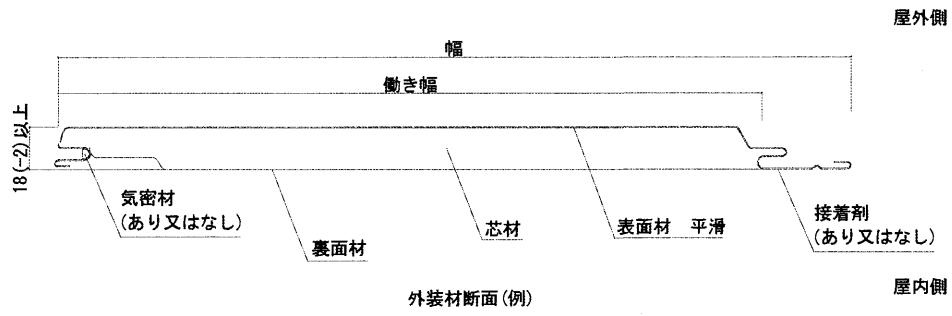 屋外側
幅
働き幅
18(-2)以上
気密材
(あり又はなし)
裏面材
芯材
表面材 平滑
接着剤
(あり又はなし)
屋内側
外装材断面(例)